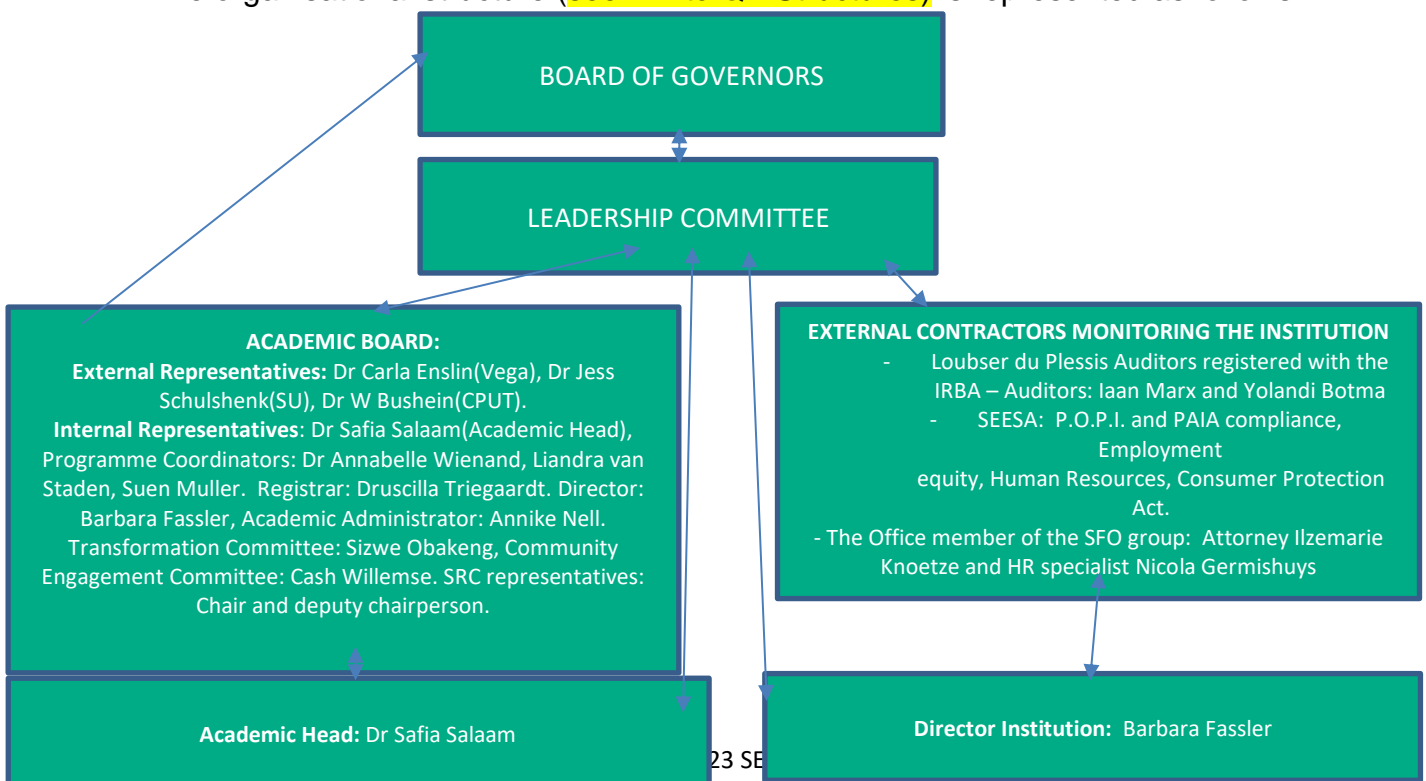 BOARD OF GOVERNORS
LEADERSHIP COMMITTEE
ACADEMIC BOARD:
External Representatives: Dr Carla Enslin(Vega), Dr Jess
Schulshenk(SU), Dr W Bushein(CPUT).
Internal Representatives: Dr Safia Salaam(Academic Head),
Programme Coordinators: Dr Annabelle Wienand, Liandra van
Staden, Suen Muller. Registrar: Druscilla Triegaardt. Director:
Barbara Fassler, Academic Administrator: Annike Nell.
Transformation Committee: Sizwe Obakeng, Community
Engagement Committee: Cash Willemse. SRC representatives:
Chair and deputy chairperson.
EXTERNAL CONTRACTORS MONITORING THE INSTITUTION
- Loubser du Plessis Auditors registered with the
IRBA – Auditors: Iaan Marx and Yolandi Botma
- SEESA: P.O.P.I. and PAIA compliance,
Employment
equity, Human Resources, Consumer Protection
Act.
- The Office member of the SFO group: Attorney Ilzemarie
Knoetze and HR specialist Nicola Germishuys
Academic Head: Dr Safia Salaam
Director Institution: Barbara Fassler
23 SE